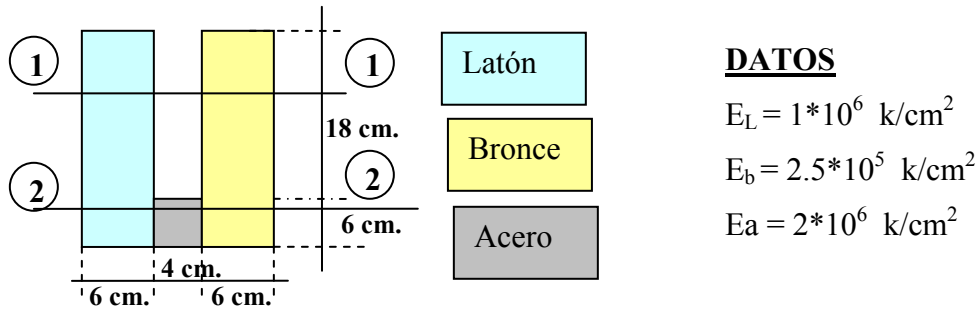 1
1
18 cm.
2
2
6 cm.
4 cm.
6 cm. 6 cm.
Latón
Bronce
Acero
DATOS
E_L = 1*10^6 k/cm^2
E_b = 2.5*10^5 k/cm^2
Ea = 2*10^6 k/cm^2